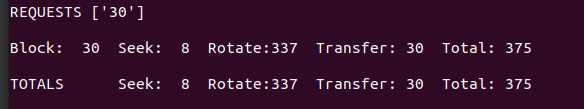 REQUESTS ['30']
Block:  30  Seek:  8  Rotate:337  Transfer: 30  Total: 375
TOTALS      Seek:  8  Rotate:337  Transfer: 30  Total: 375